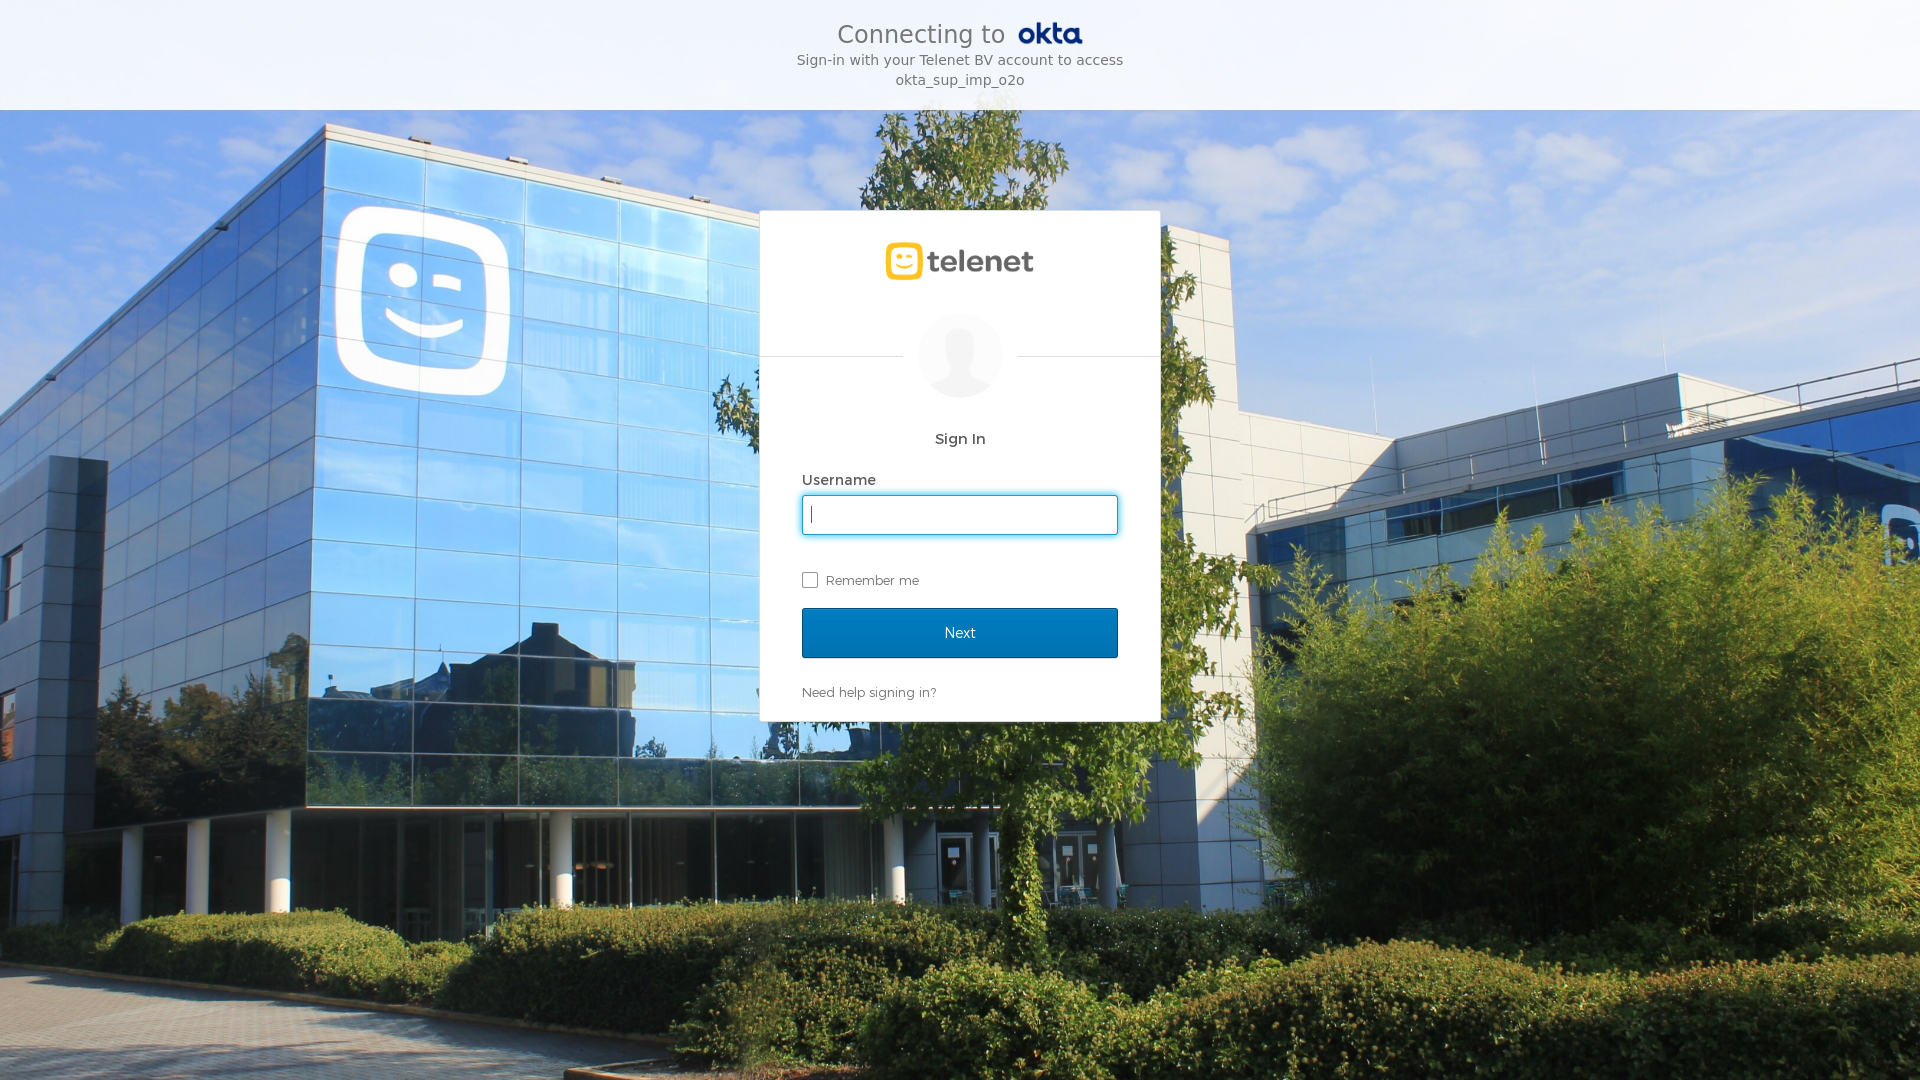 Connecting to okta
Sign-in with your Telenet BV account to access
okta_sup_imp_o2o
telenet
Sign In
Username
Remember me
Next
Need help signing in?